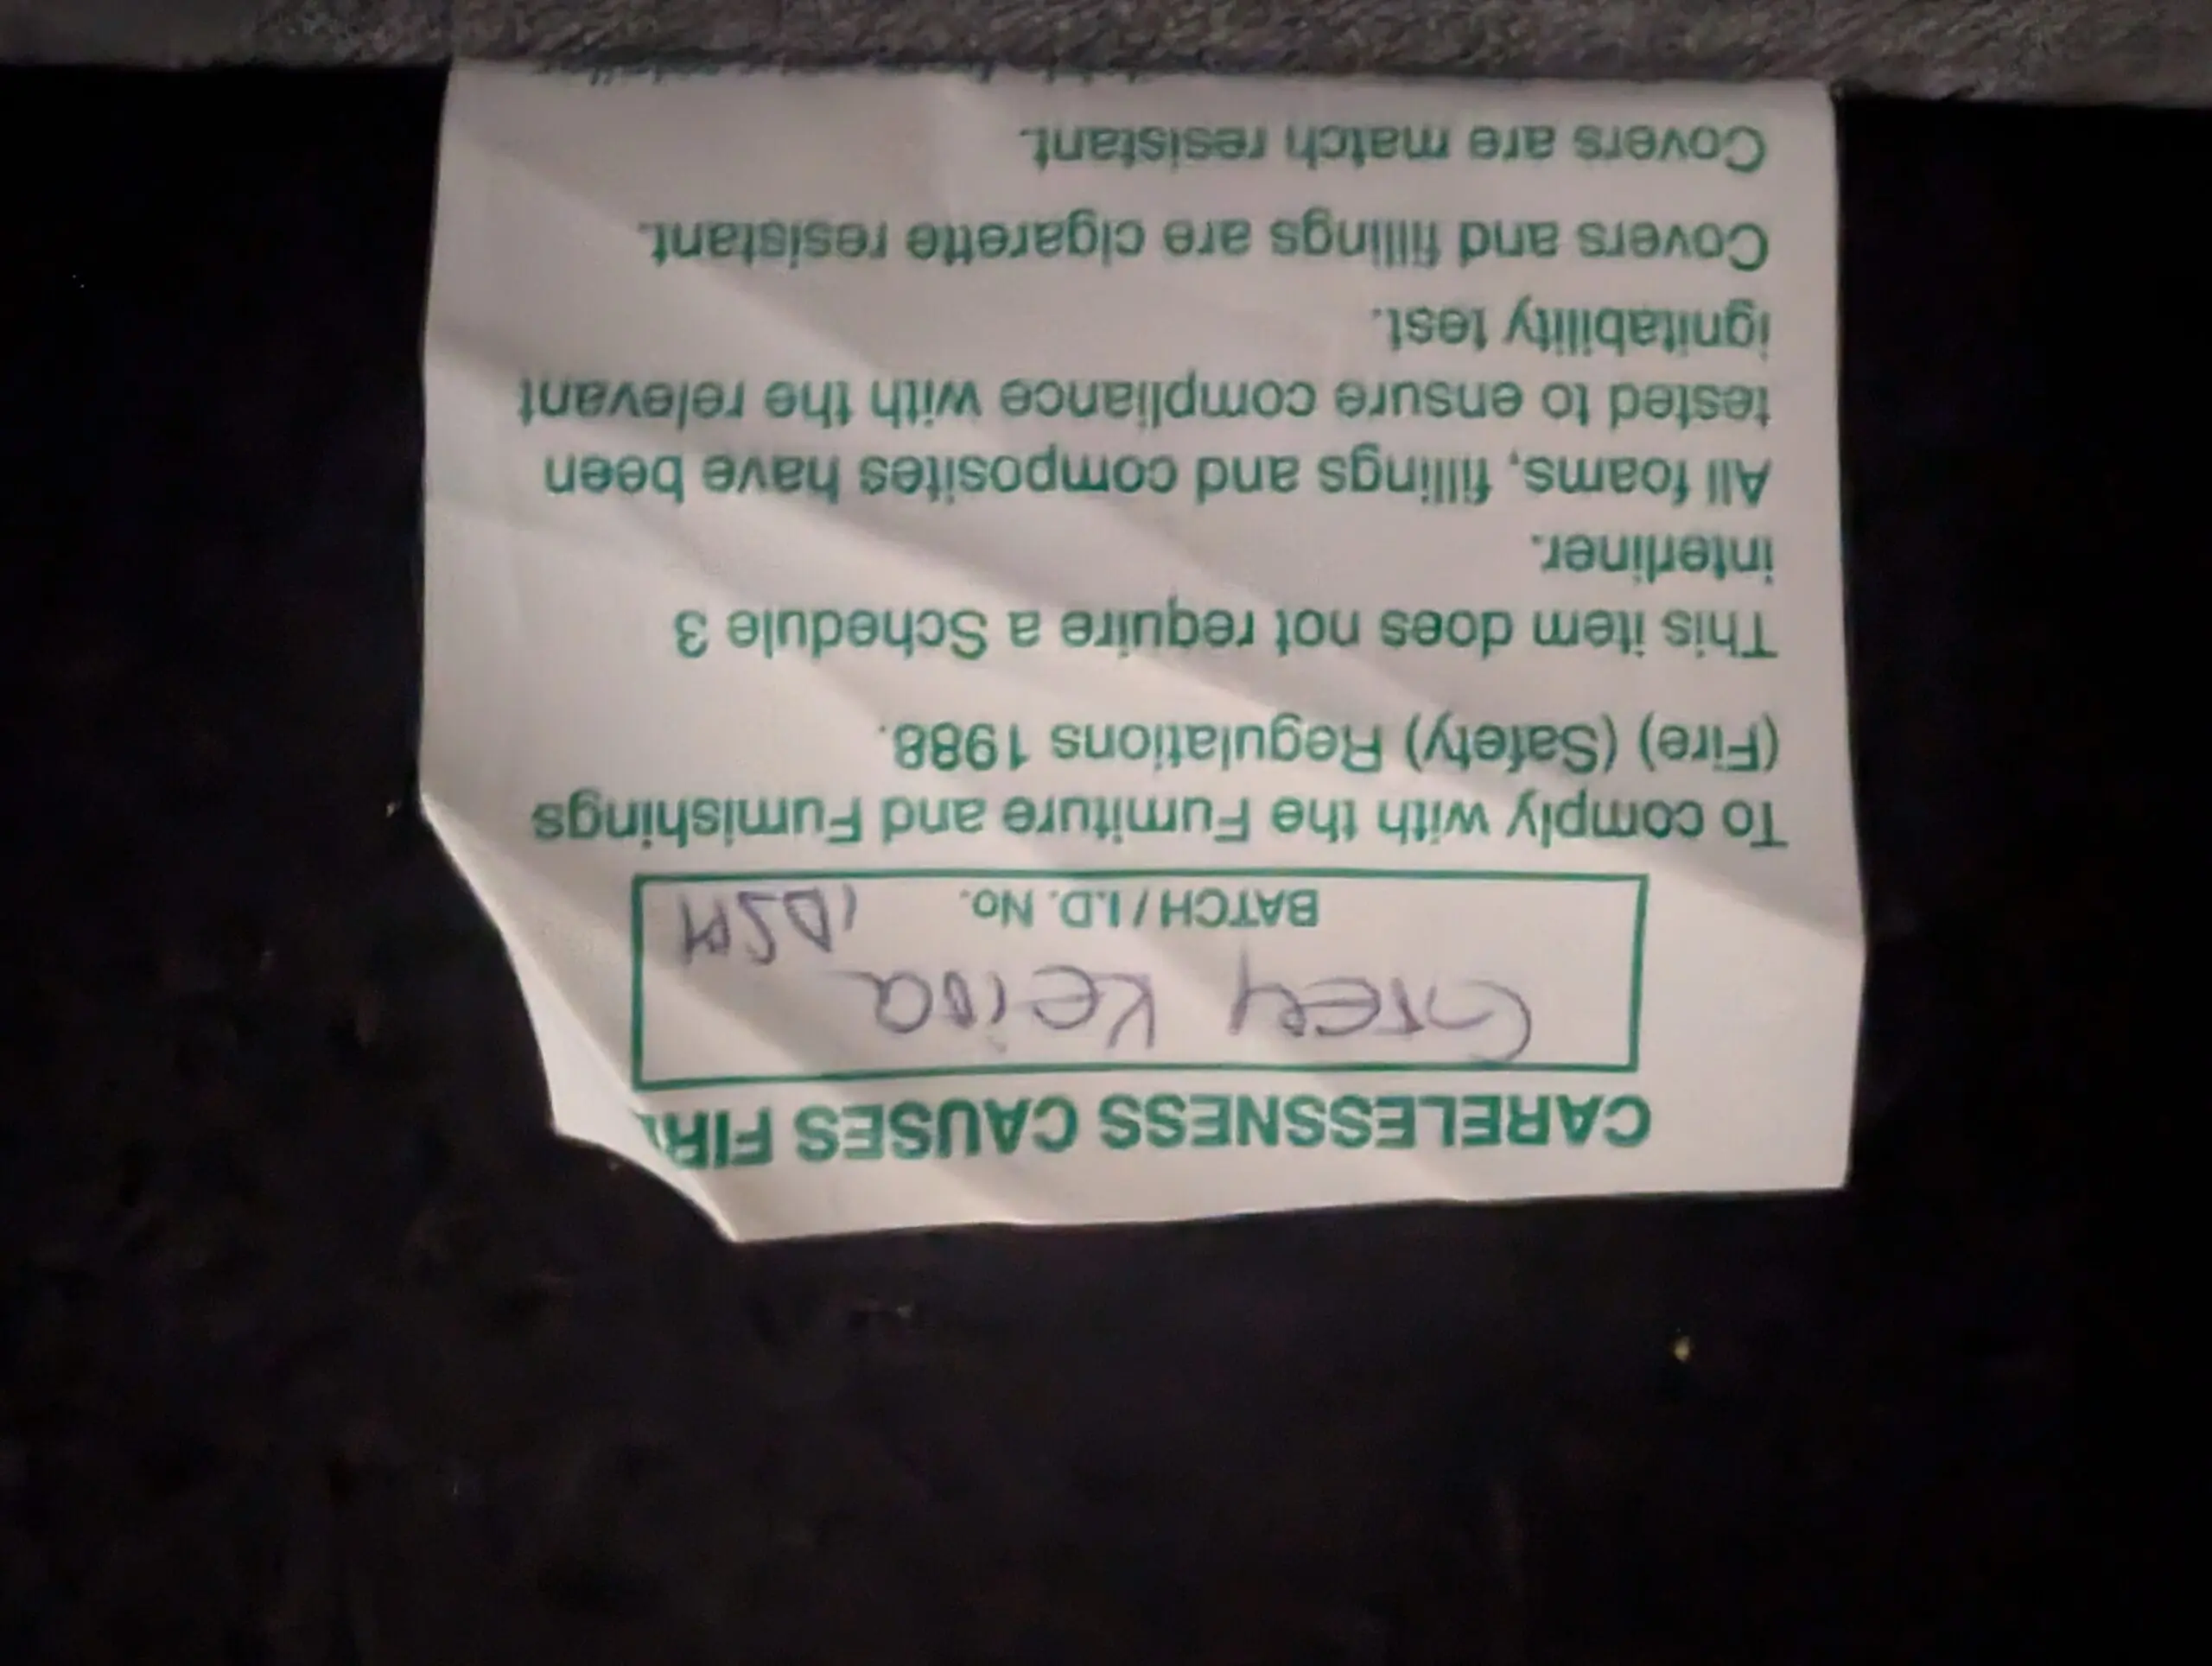 CARELESSNESS CAUSES FIR
Grey Keira
BATCH / I.D. No.
To comply with the Furniture and Furnishings
(Fire) (Safety) Regulations 1988.
This item does not require a Schedule 3
interliner.
All foams, fillings and composites have been
tested to ensure compliance with the relevant
ignitability test.
Covers and fillings are cigarette resistant.
Covers are match resistant.